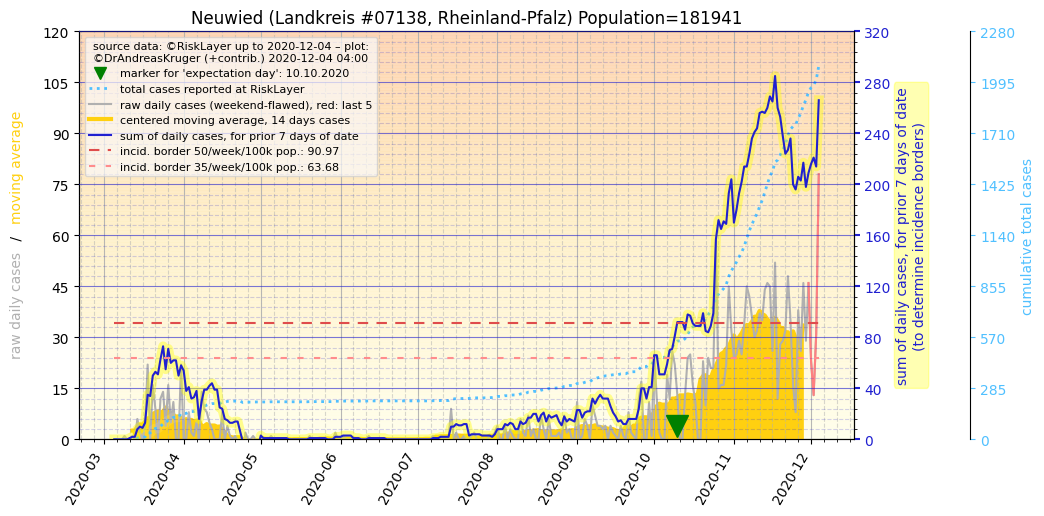 Neuwied (Landkreis #07138, Rheinland-Pfalz) Population=181941
source data: ©RiskLayer up to 2020-12-04 – plot:
©DrAndreasKruger (+contrib.) 2020-12-04 04:00
marker for 'expectation day': 10.10.2020
total cases reported at RiskLayer
raw daily cases (weekend-flawed), red: last 5
centered moving average, 14 days cases
sum of daily cases, for prior 7 days of date
incid. border 50/week/100k pop.: 90.97
incid. border 35/week/100k pop.: 63.68
raw daily cases / moving average
120
105
90
75
60
45
30
15
0
2020-03
2020-04
2020-05
2020-06
2020-07
2020-08
2020-09
2020-10
2020-11
2020-12
320
280
240
200
160
120
80
40
0
sum of daily cases, for prior 7 days of date
(to determine incidence borders)
2280
1995
1710
1425
1140
855
570
285
0
cumulative total cases